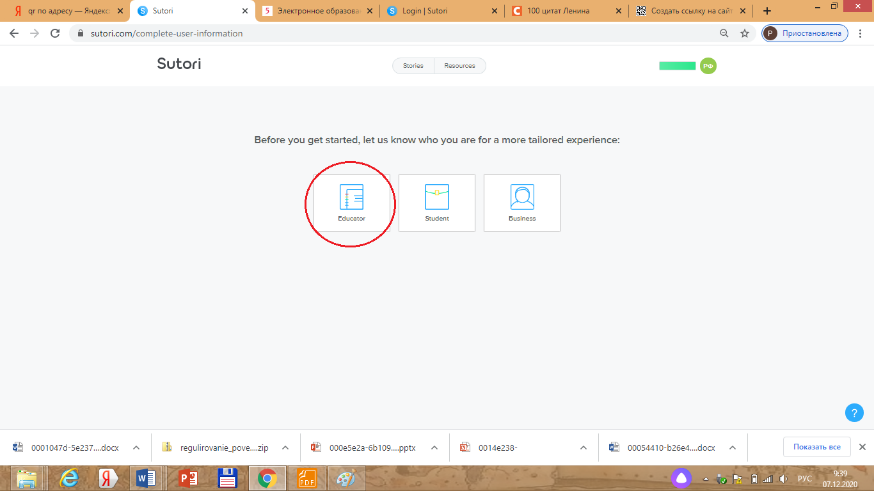 qr по адресу — Яндекс
Sutori
Электронное образован
Login | Sutori
100 цитат Ленина
Создать ссылку на сайт
sutori.com/complete-user-information
P
Приостановлена
Sutori
Stories
Resources
РФ
Before you get started, let us know who you are for a more tailored experience:
Educator
Student
Business
?
0001047d-5e237....docx
regulirovanie_pove....zip
000e5e2a-6b109....pptx
0014e238-
00054410-b26e4....docx
Показать все
РУС
9:39
07.12.2020